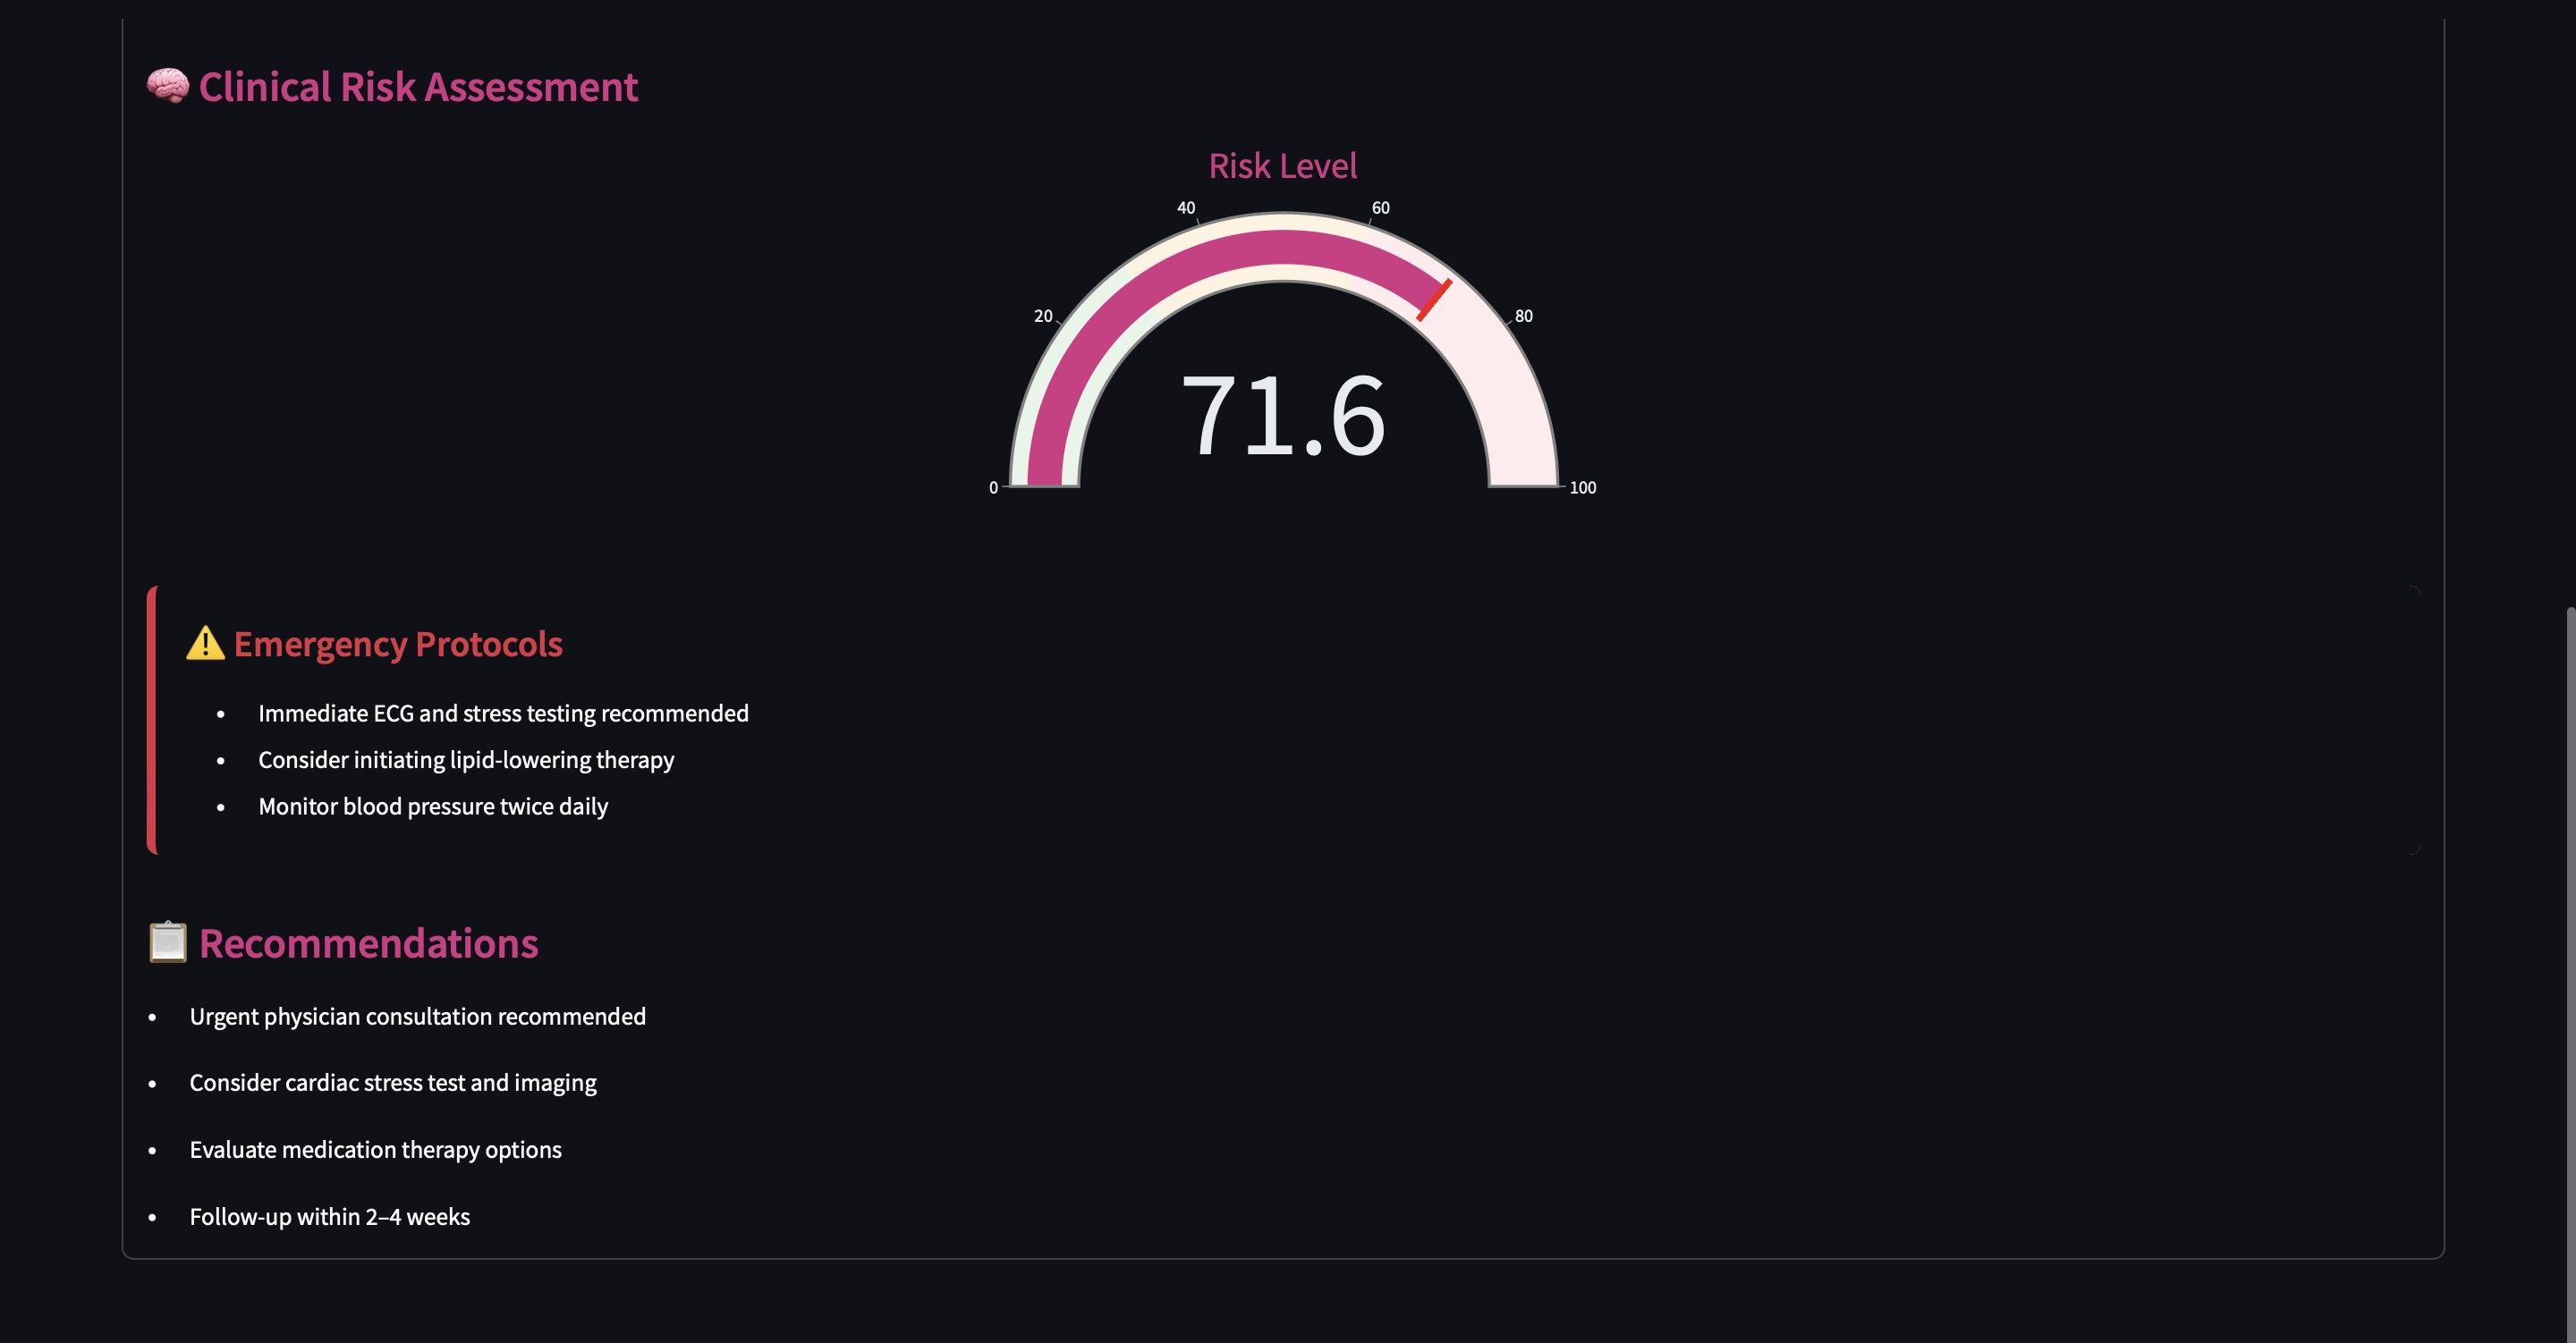 Clinical Risk Assessment
Risk Level
40
60
20
80
71.6
0
100
Emergency Protocols
• Immediate ECG and stress testing recommended
• Consider initiating lipid-lowering therapy
• Monitor blood pressure twice daily
Recommendations
• Urgent physician consultation recommended
• Consider cardiac stress test and imaging
• Evaluate medication therapy options
• Follow-up within 2–4 weeks